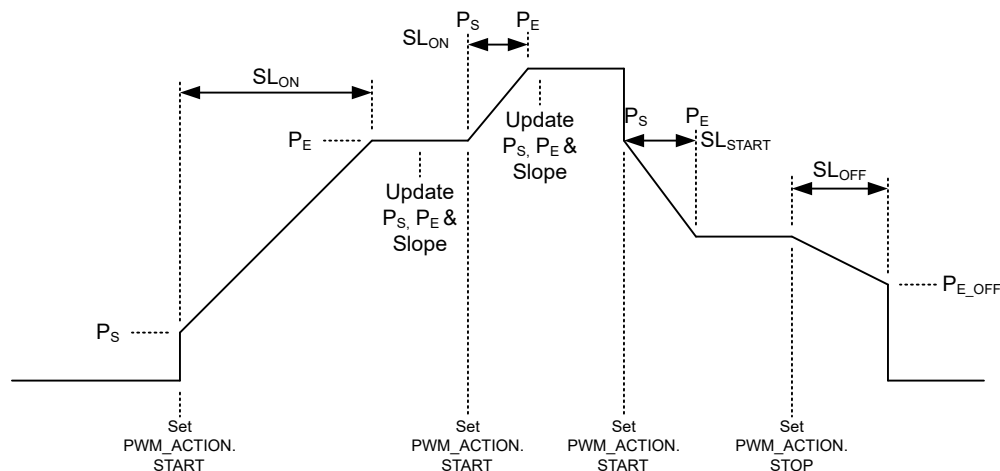 P_S P_E
SL_ON
SL_ON
P_E
Update
P_S, P_E &
Slope
Update
P_S, P_E &
Slope
P_S P_E
SL_START
SL_OFF
P_E_OFF
P_S
Set
PWM_ACTION.
START
Set
PWM_ACTION.
START
Set
PWM_ACTION.
START
Set
PWM_ACTION.
STOP